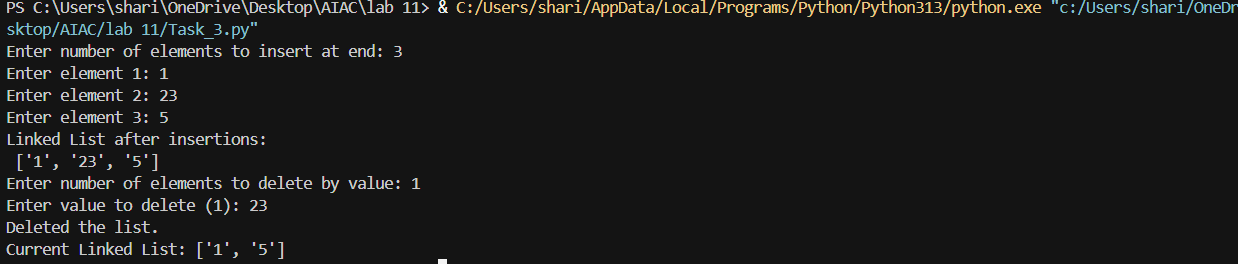 PS C:\Users\shari\OneDrive\Desktop\AIAC\lab 11> & C:/Users/shari/AppData/Local/Programs/Python/Python313/python.exe "c:/Users/shari/OneDr
sktop/AIAC/lab 11/Task_3.py"
Enter number of elements to insert at end: 3
Enter element 1: 1
Enter element 2: 23
Enter element 3: 5
Linked List after insertions:
 ['1', '23', '5']
Enter number of elements to delete by value: 1
Enter value to delete (1): 23
Deleted the list.
Current Linked List: ['1', '5']